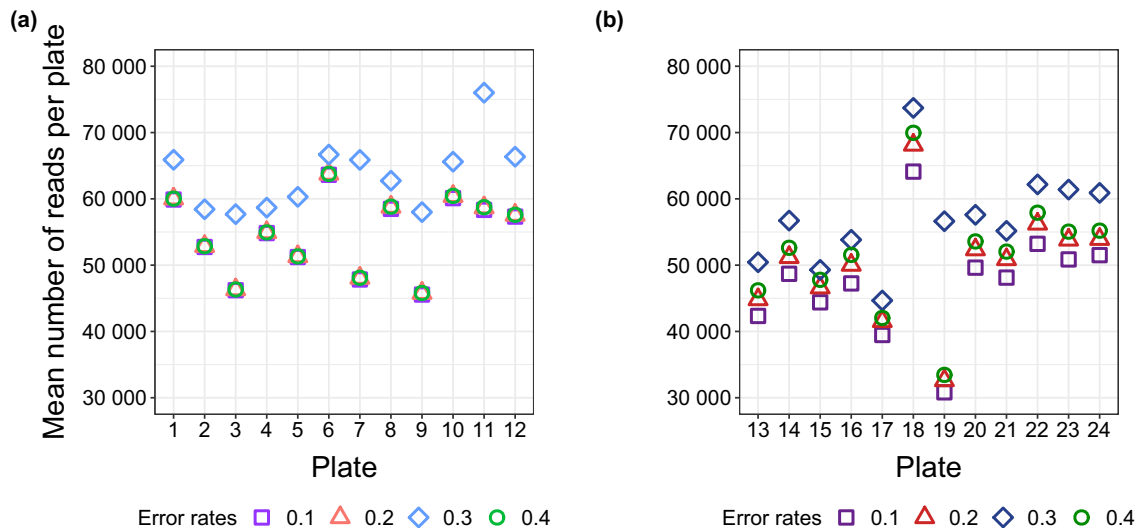 (a)
Mean number of reads per plate
80 000
70 000
60 000
50 000
40 000
30 000
1 2 3 4 5 6 7 8 9 10 11 12
Plate
Error rates 0.1 0.2 0.3 0.4
(b)
80 000
70 000
60 000
50 000
40 000
30 000
13 14 15 16 17 18 19 20 21 22 23 24
Plate
Error rates 0.1 0.2 0.3 0.4